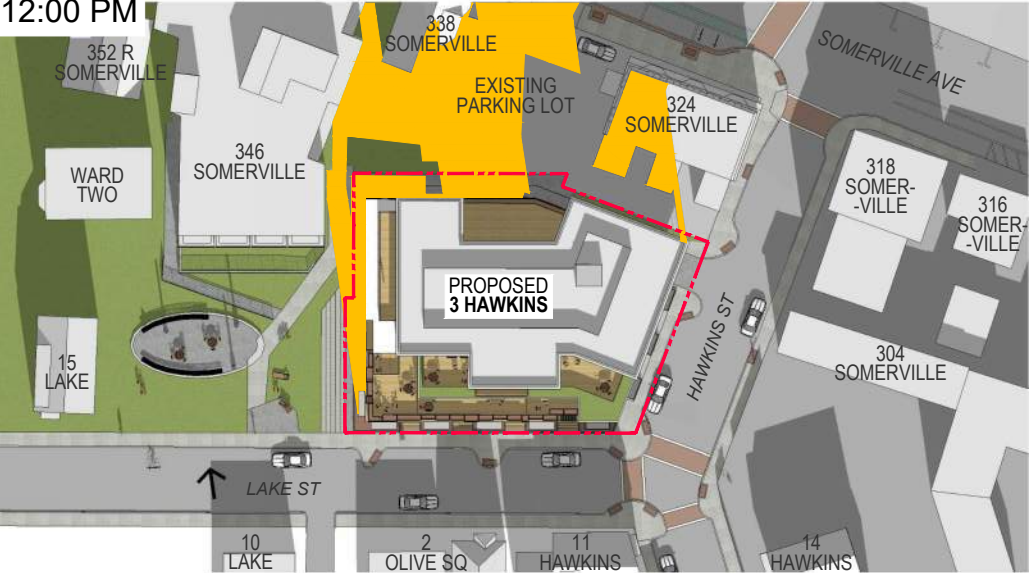 12:00 PM
352 R
SOMERVILLE
338
SOMERVILLE
EXISTING
PARKING LOT
SOMERVILLE AVE
324
SOMERVILLE
346
SOMERVILLE
WARD
TWO
318
SOMER-
-VILLE
316
SOMER-
-VILLE
PROPOSED
3 HAWKINS
HAWKINS ST
15
LAKE
304
SOMERVILLE
LAKE ST
10
LAKE
2
OLIVE SQ
11
HAWKINS
14
HAWKINS